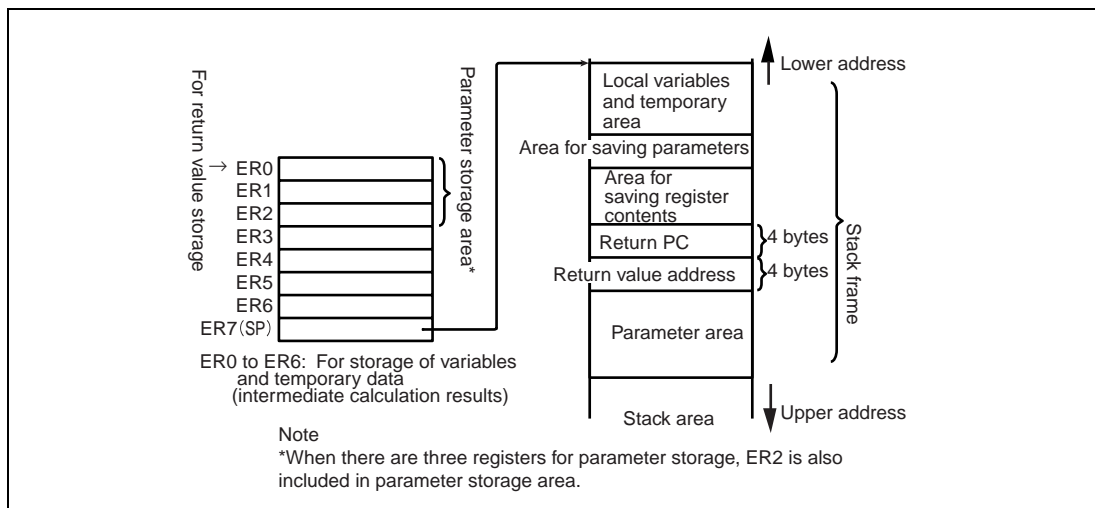 For return value storage
→ ER0
ER1
ER2
ER3
ER4
ER5
ER6
ER7(SP)
Parameter storage area*
ER0 to ER6: For storage of variables
and temporary data
(intermediate calculation results)
Lower address
Local variables
and temporary
area
Area for saving parameters
Area for
saving register
contents
Return PC
4 bytes
Return value address
4 bytes
Parameter area
Stack frame
Stack area
Upper address
Note
*When there are three registers for parameter storage, ER2 is also
included in parameter storage area.